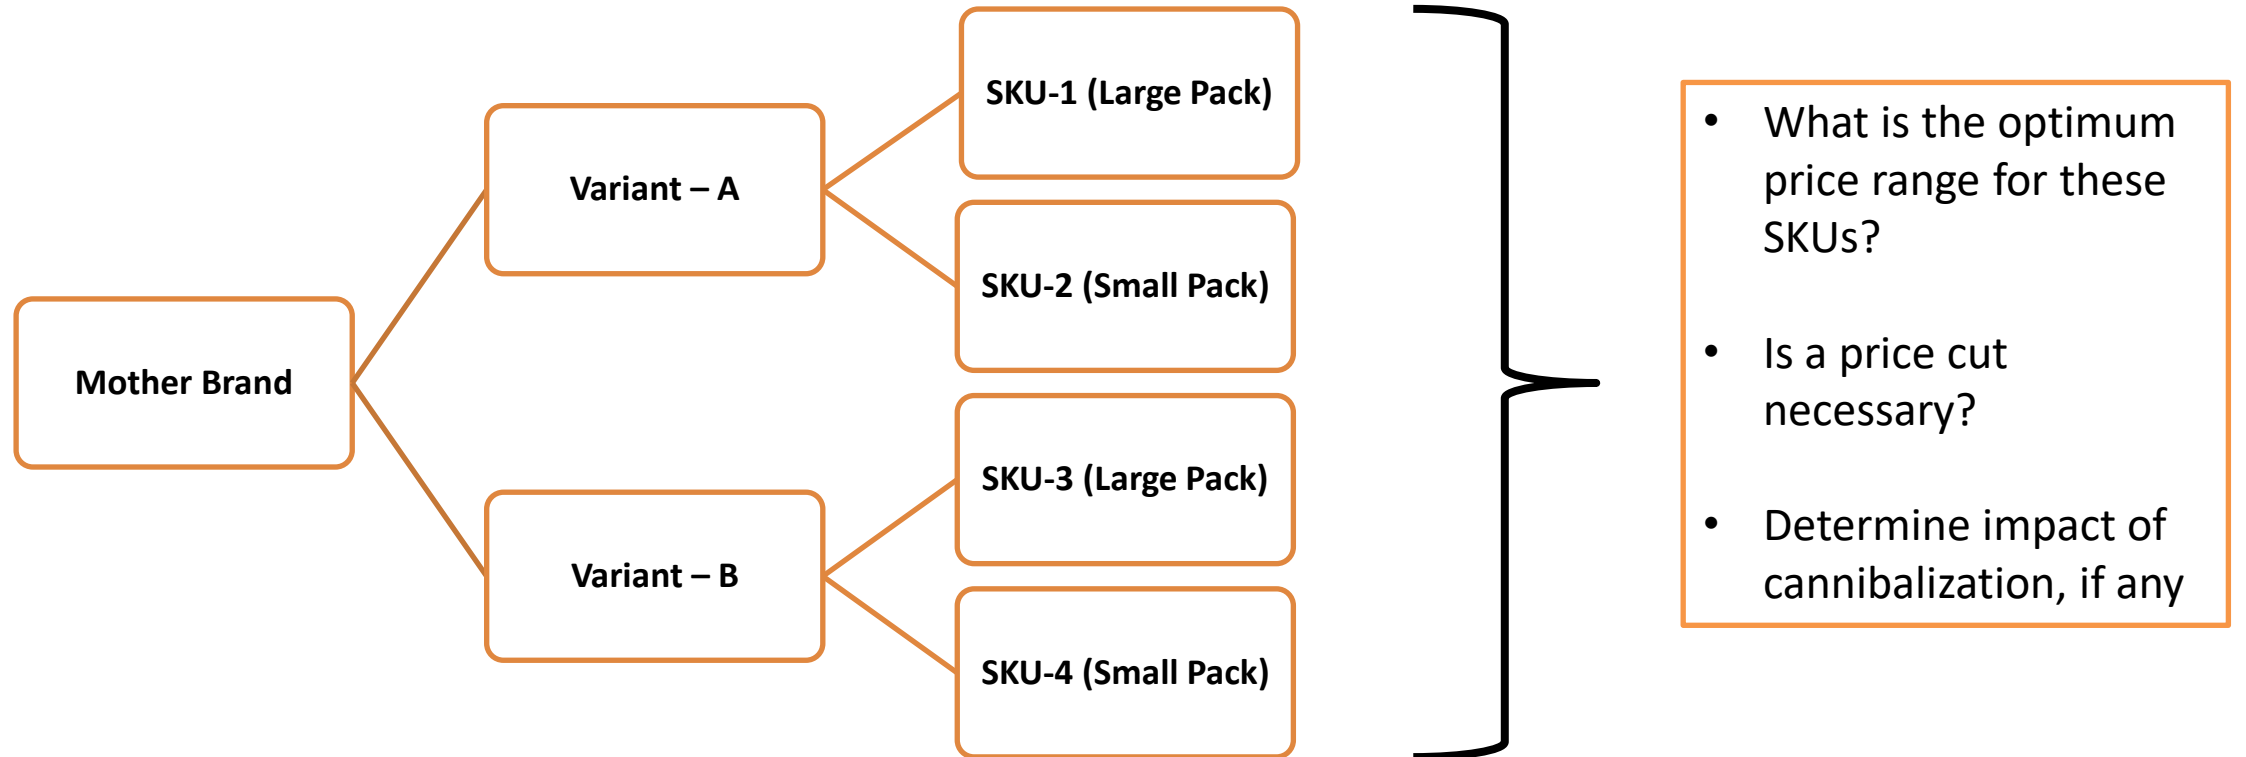 Mother Brand
Variant – A
Variant – B
SKU-1 (Large Pack)
SKU-2 (Small Pack)
SKU-3 (Large Pack)
SKU-4 (Small Pack)
• What is the optimum
price range for these
SKUs?
• Is a price cut
necessary?
• Determine impact of
cannibalization, if any